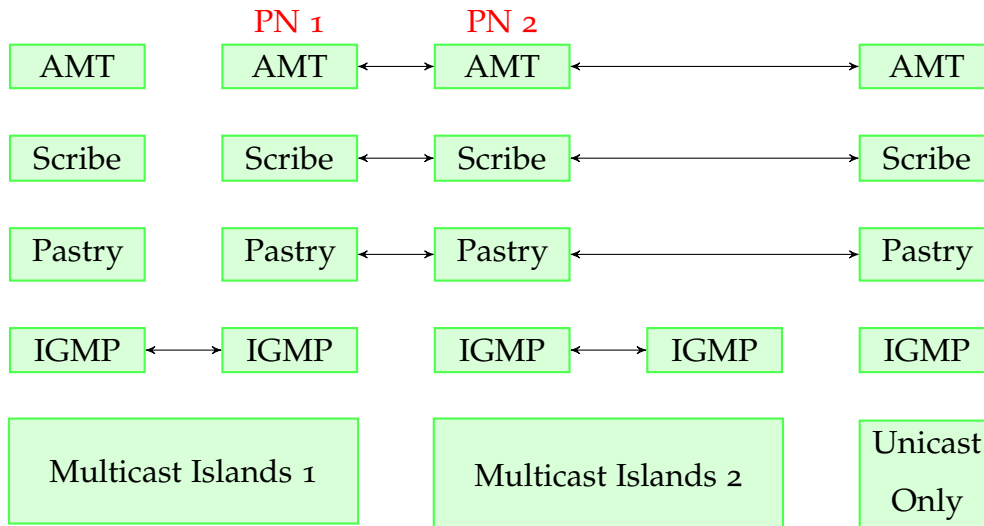 PN 1 PN 2
AMT AMT AMT AMT
Scribe Scribe Scribe Scribe
Pastry Pastry Pastry Pastry
IGMP IGMP IGMP IGMP IGMP
Multicast Islands 1 Multicast Islands 2 Unicast
Only